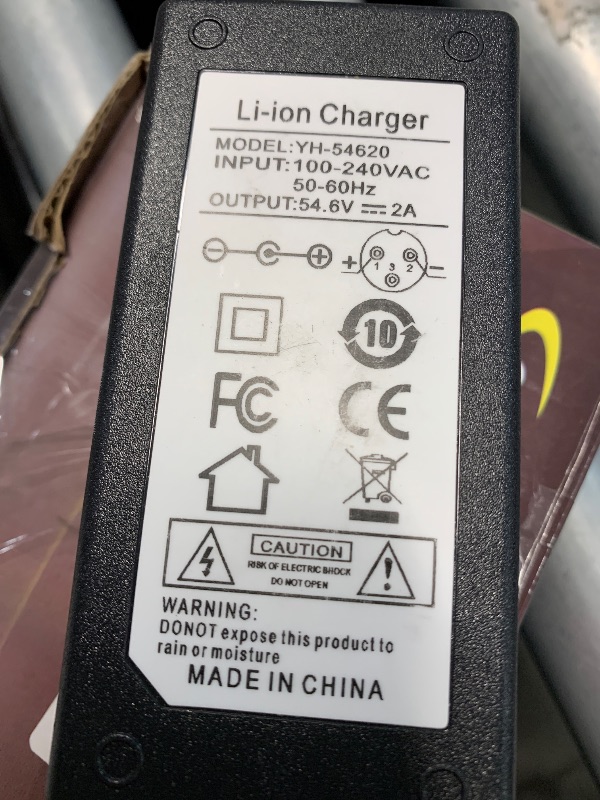 Li-ion Charger
MODEL:YH-54620
INPUT:100-240VAC
50-60Hz
OUTPUT:54.6V ⎓ 2A
− + + 1 3 2 −
10
FC CE
CAUTION
RISK OF ELECTRIC SHOCK
DO NOT OPEN
WARNING:
DONOT expose this product to
rain or moisture
MADE IN CHINA